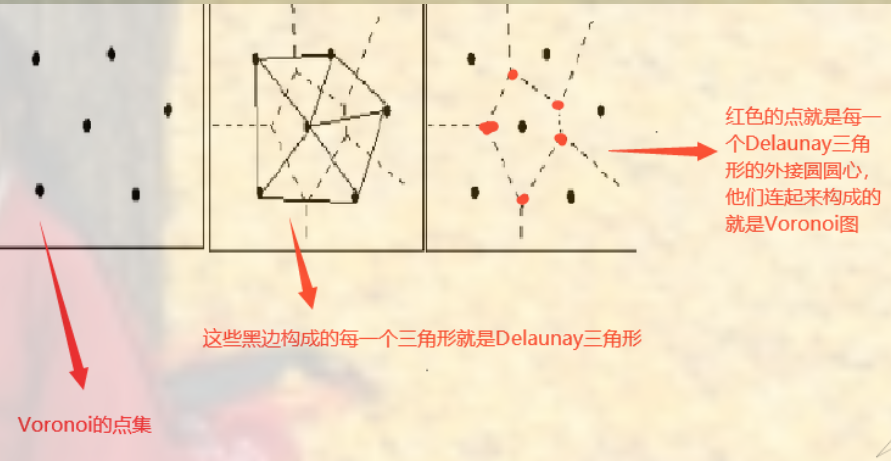 红色的点就是每一
个Delaunay三角
形的外接圆圆心，
他们连起来构成的
就是Voronoi图
这些黑边构成的每一个三角形就是Delaunay三角形
Voronoi的点集